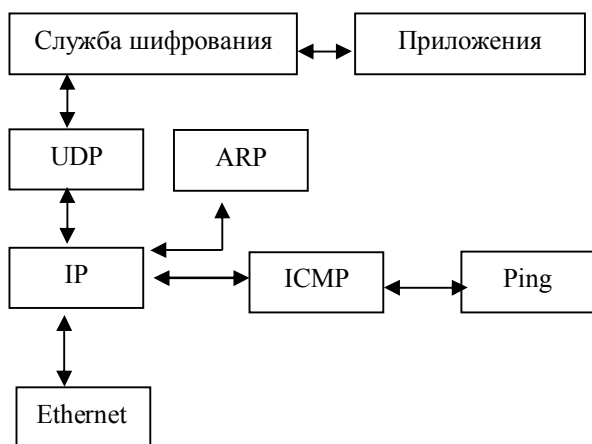 Служба шифрования
Приложения
UDP
ARP
IP
ICMP
Ping
Ethernet